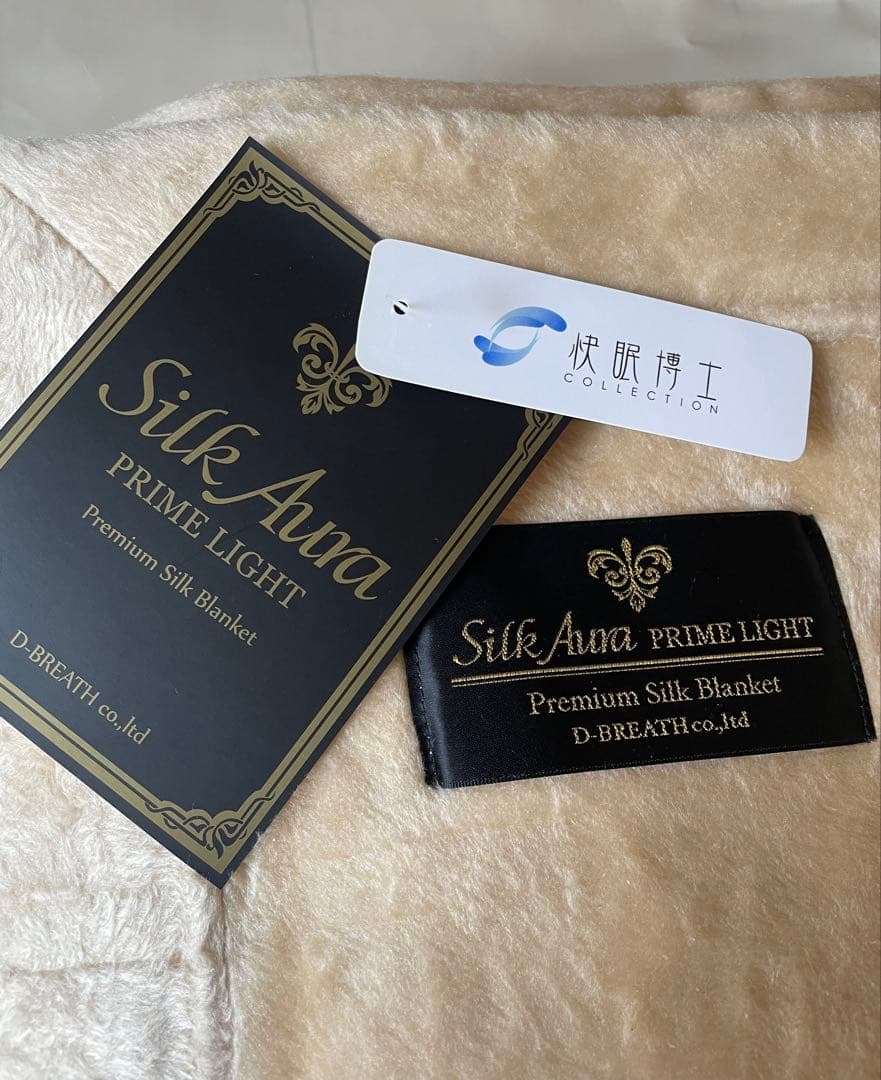 Silk Aura
PRIME LIGHT
Premium Silk Blanket
D-BREATH co.,ltd
快眠博士
COLLECTION
Silk Aura PRIME LIGHT
Premium Silk Blanket
D-BREATH co.,ltd